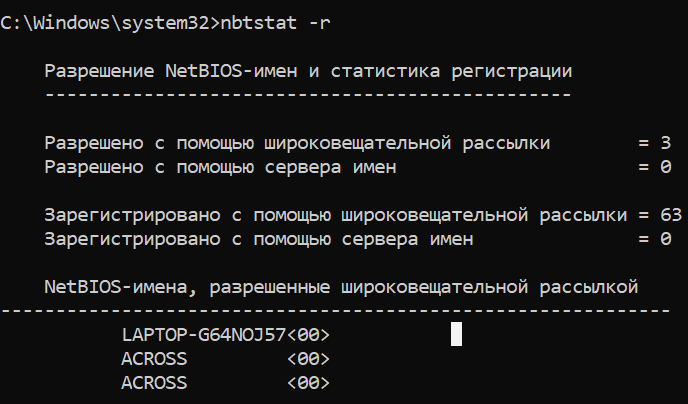 C:\Windows\system32>nbtstat -r
Разрешение NetBIOS-имен и статистика регистрации
------------------------------------------------
Разрешено с помощью широковещательной рассылки = 3
Разрешено с помощью сервера имен = 0
Зарегистрировано с помощью широковещательной рассылки = 63
Зарегистрировано с помощью сервера имен = 0
NetBIOS-имена, разрешенные широковещательной рассылкой
-------------------------------------------------------------
LAPTOP-G64NOJ57<00>
ACROSS <00>
ACROSS <00>